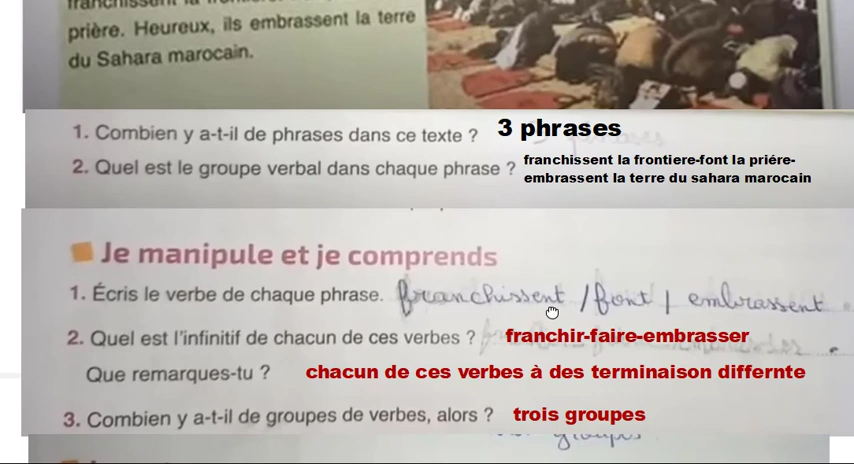 franchissent la
prière. Heureux, ils embrassent la terre
du Sahara marocain.
1. Combien y a-t-il de phrases dans ce texte ? 3 phrases
2. Quel est le groupe verbal dans chaque phrase ? franchissent la frontiere-font la priére-
embrassent la terre du sahara marocain
Je manipule et je comprends
1. Écris le verbe de chaque phrase. franchissent / font / embrassent
2. Quel est l'infinitif de chacun de ces verbes ? franchir-faire-embrasser
Que remarques-tu ? chacun de ces verbes à des terminaison differnte
3. Combien y a-t-il de groupes de verbes, alors ? trois groupes
groupes